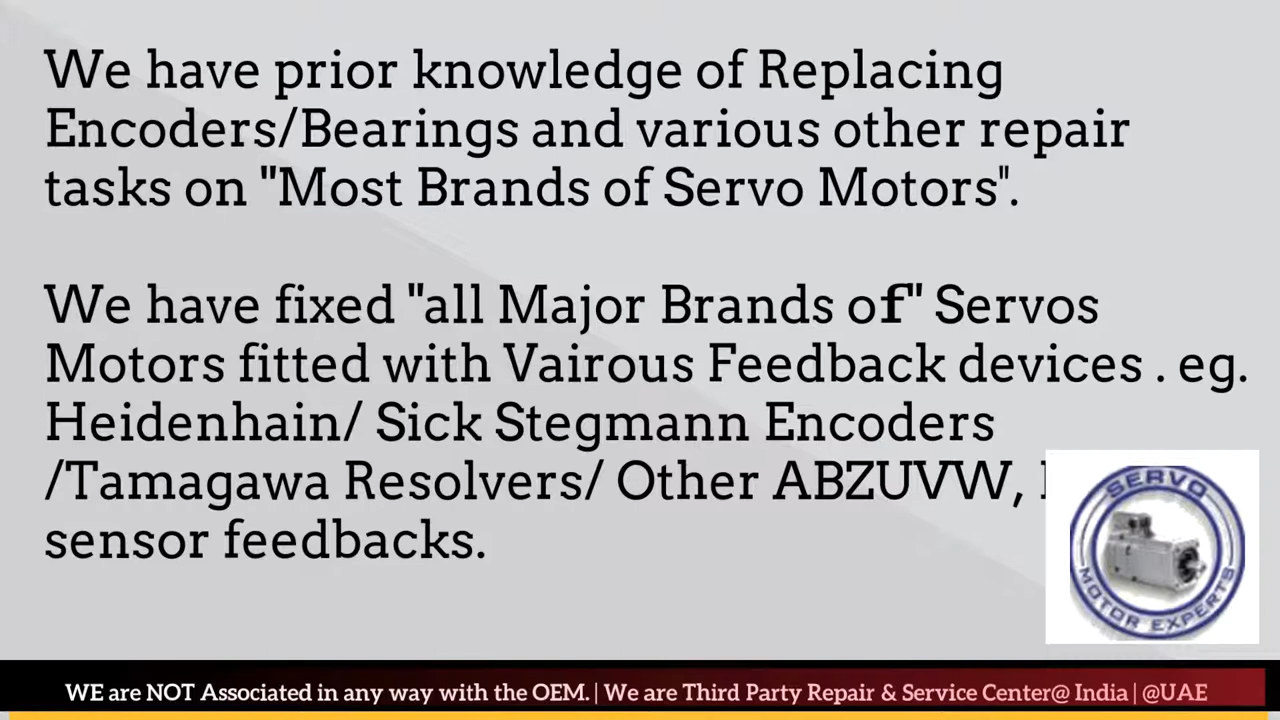 We have prior knowledge of Replacing
Encoders/Bearings and various other repair
tasks on "Most Brands of Servo Motors".
We have fixed "all Major Brands of" Servos
Motors fitted with Vairous Feedback devices . eg.
Heidenhain/ Sick Stegmann Encoders
/Tamagawa Resolvers/ Other ABZUVW,
sensor feedbacks.
SERVO
MOTOR EXPERTS
WE are NOT Associated in any way with the OEM. | We are Third Party Repair & Service Center@ India | @UAE